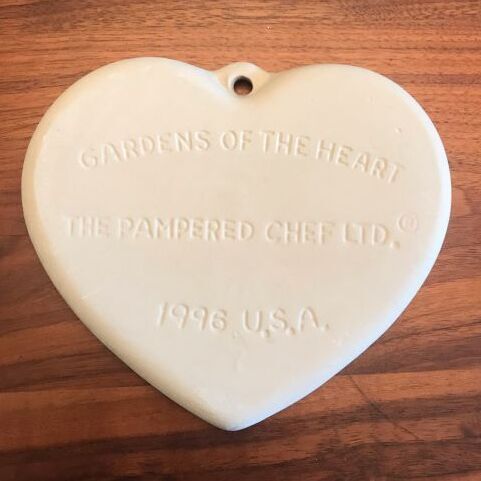 GARDENS OF THE HEART
THE PAMPERED CHEF LTD.®
1996 U.S.A.